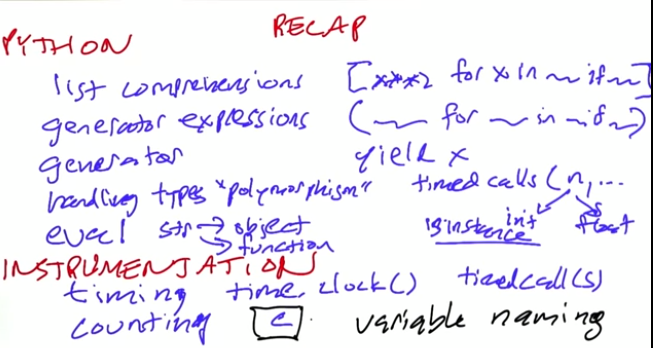 RECAP
PYTHON
list comprehensions [x**2 for x in ~ if ~]
generator expressions (~ for ~ in ~ if ~)
generator yield x
handling types "polymorphism" timedcalls (n, ...
int float
eval str → object isinstance
→ function
INSTRUMENTATION
timing time.clock() timedcall(s)
counting c variable naming